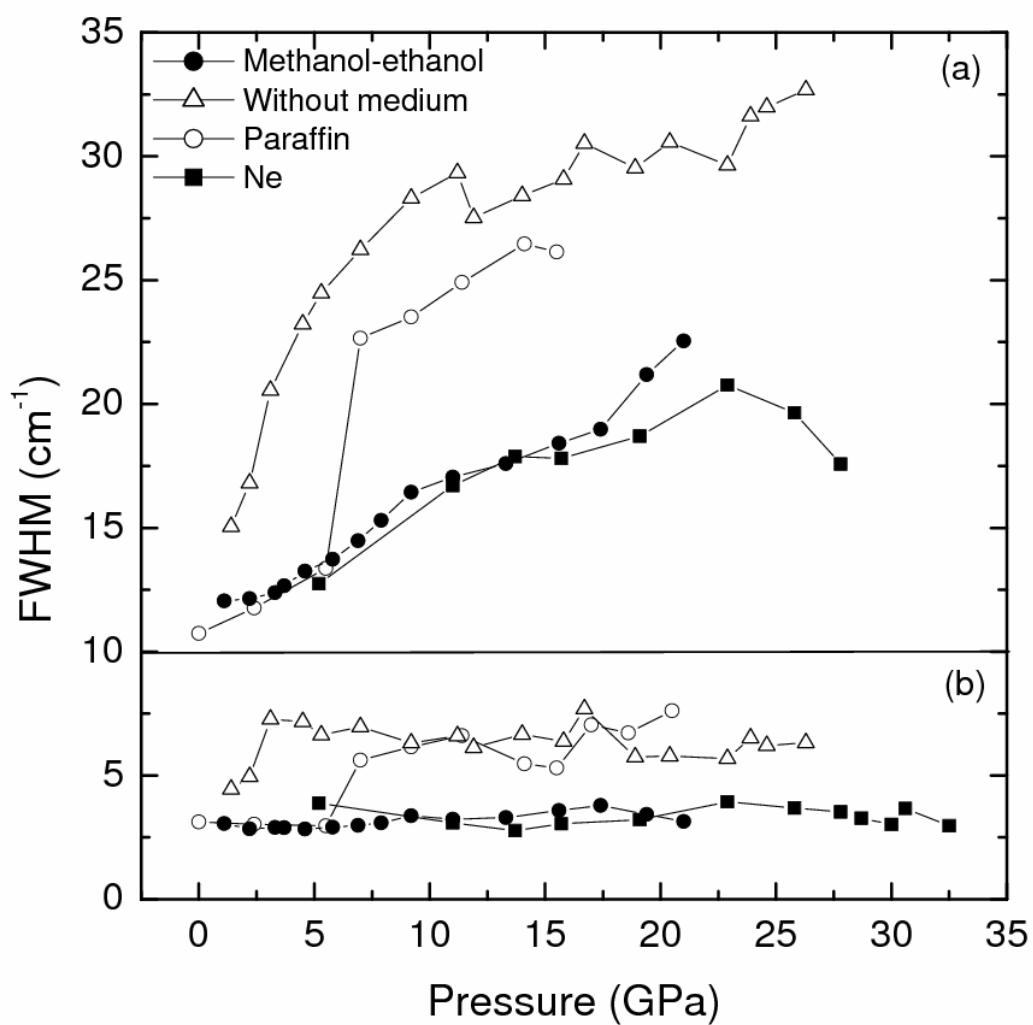 35
30
25
20
15
10
5
0
FWHM (cm⁻¹)
Methanol-ethanol
Without medium
Paraffin
Ne
(a)
(b)
0 5 10 15 20 25 30 35
Pressure (GPa)